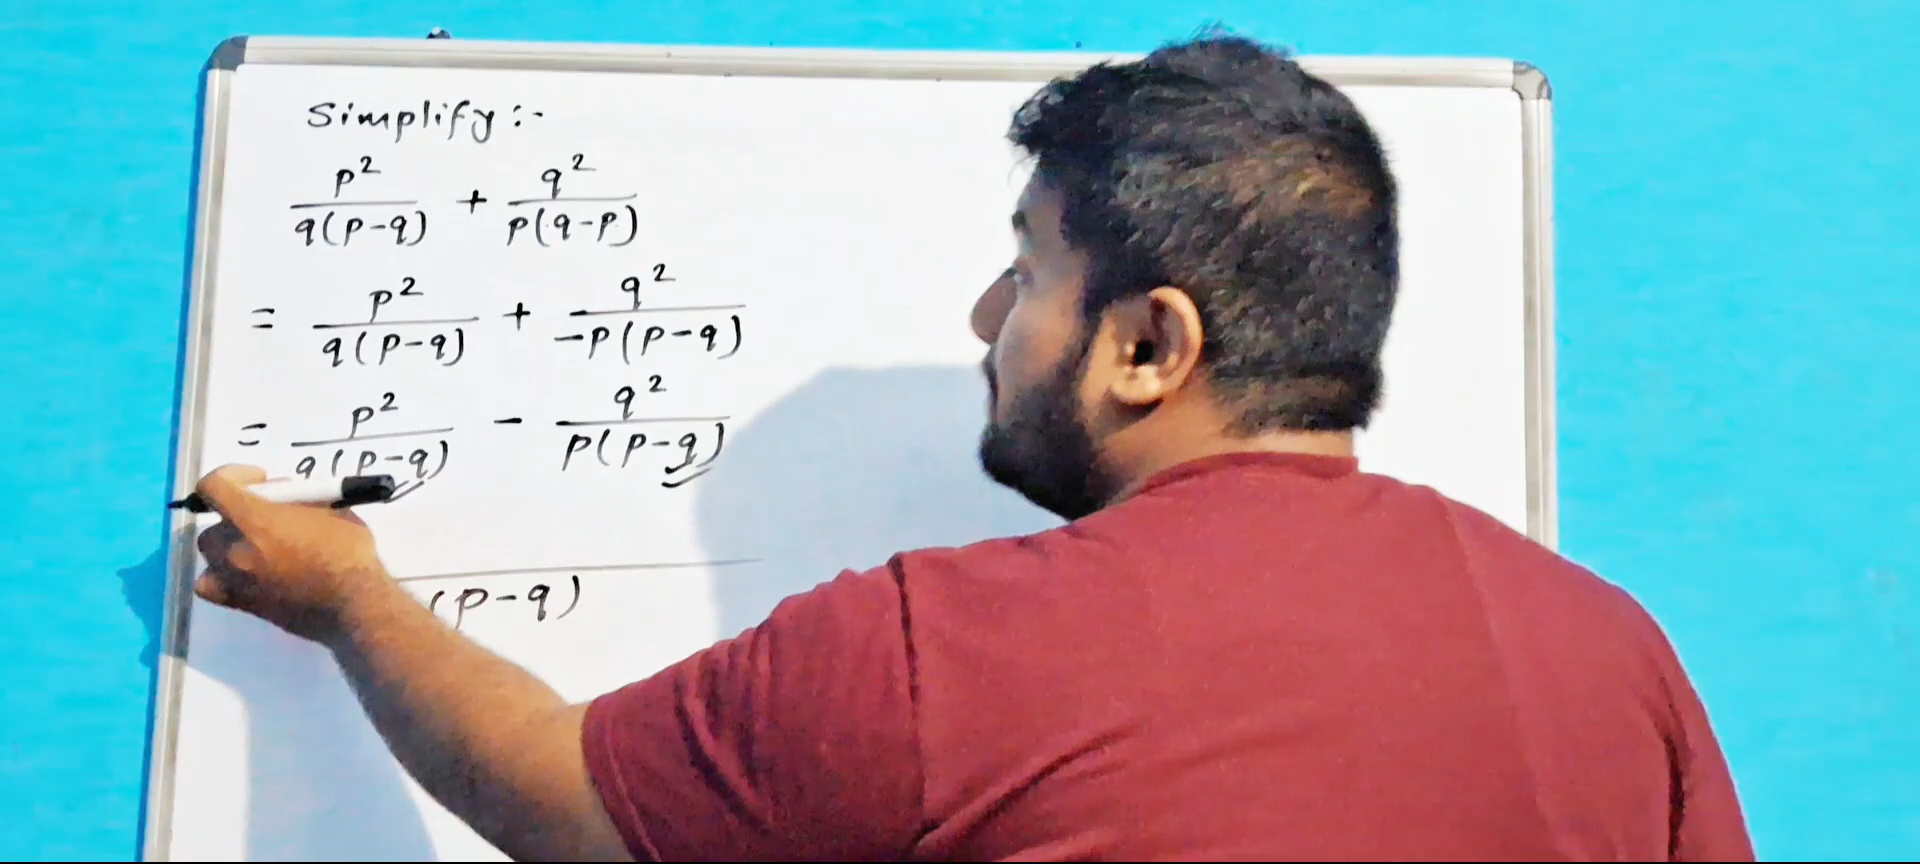 Simplify :-
p²/q(p-q) + q²/p(q-p)
= p²/q(p-q) + q²/-p(p-q)
= p²/q(p-q) - q²/p(p-q)
(p-q)